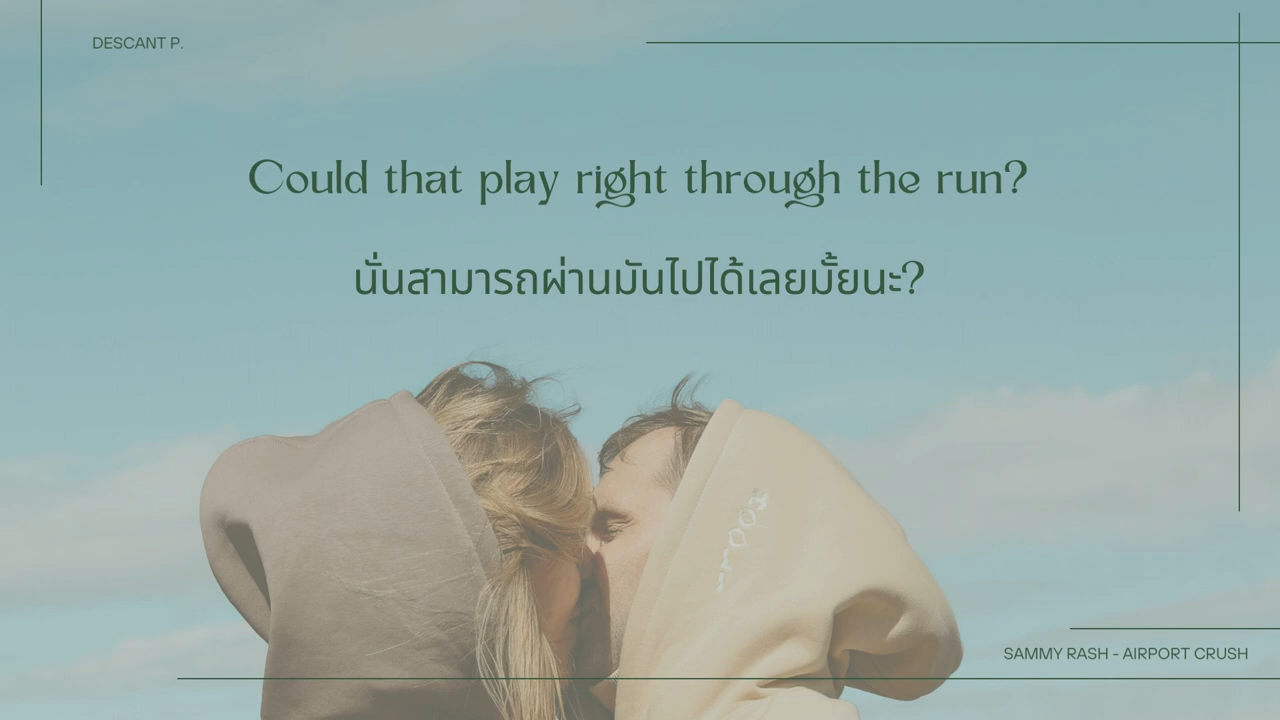 DESCANT P.
Could that play right through the run?
นั่นสามารถผ่านมันไปได้เลยมั้ยนะ?
SAMMY RASH - AIRPORT CRUSH